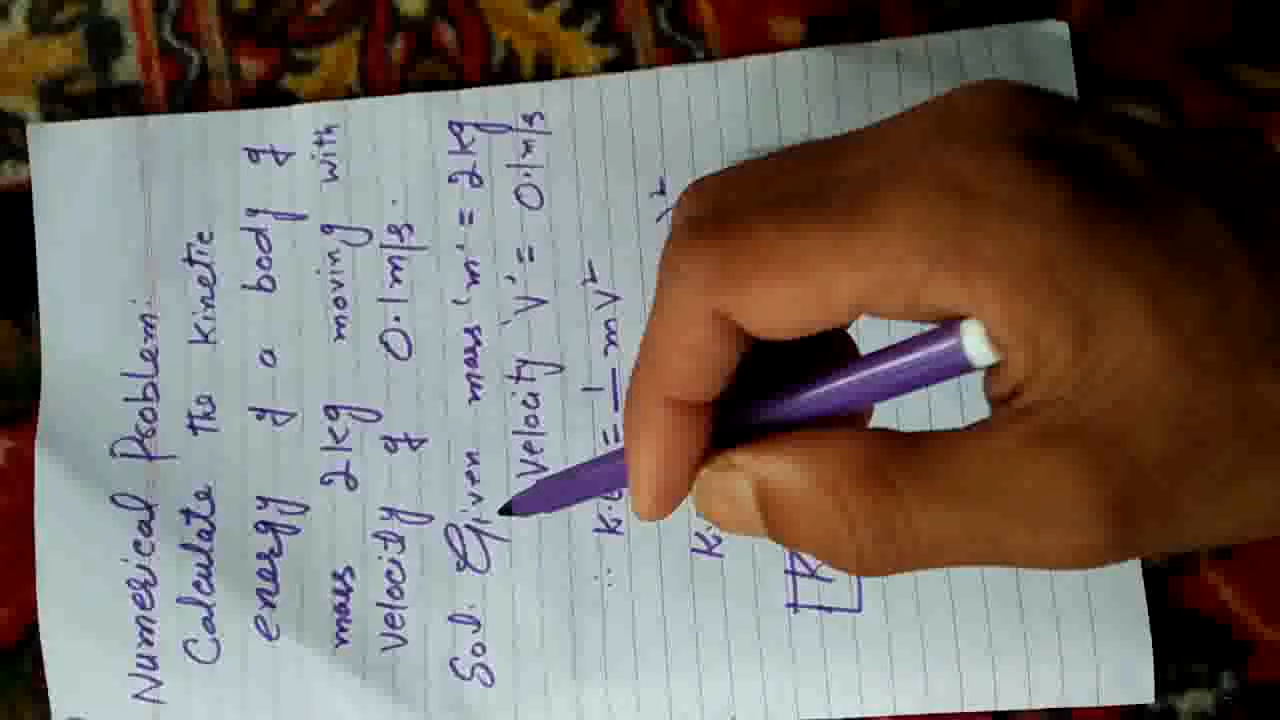 Numerical Problem:
Calculate the kinetic
energy of a body of
mass 2kg moving with
velocity of 0.1m/s.
Sol. Given mass 'm' = 2kg
Velocity 'V' = 0.1m/s
∴ K.E = 1/2 mv²
K.